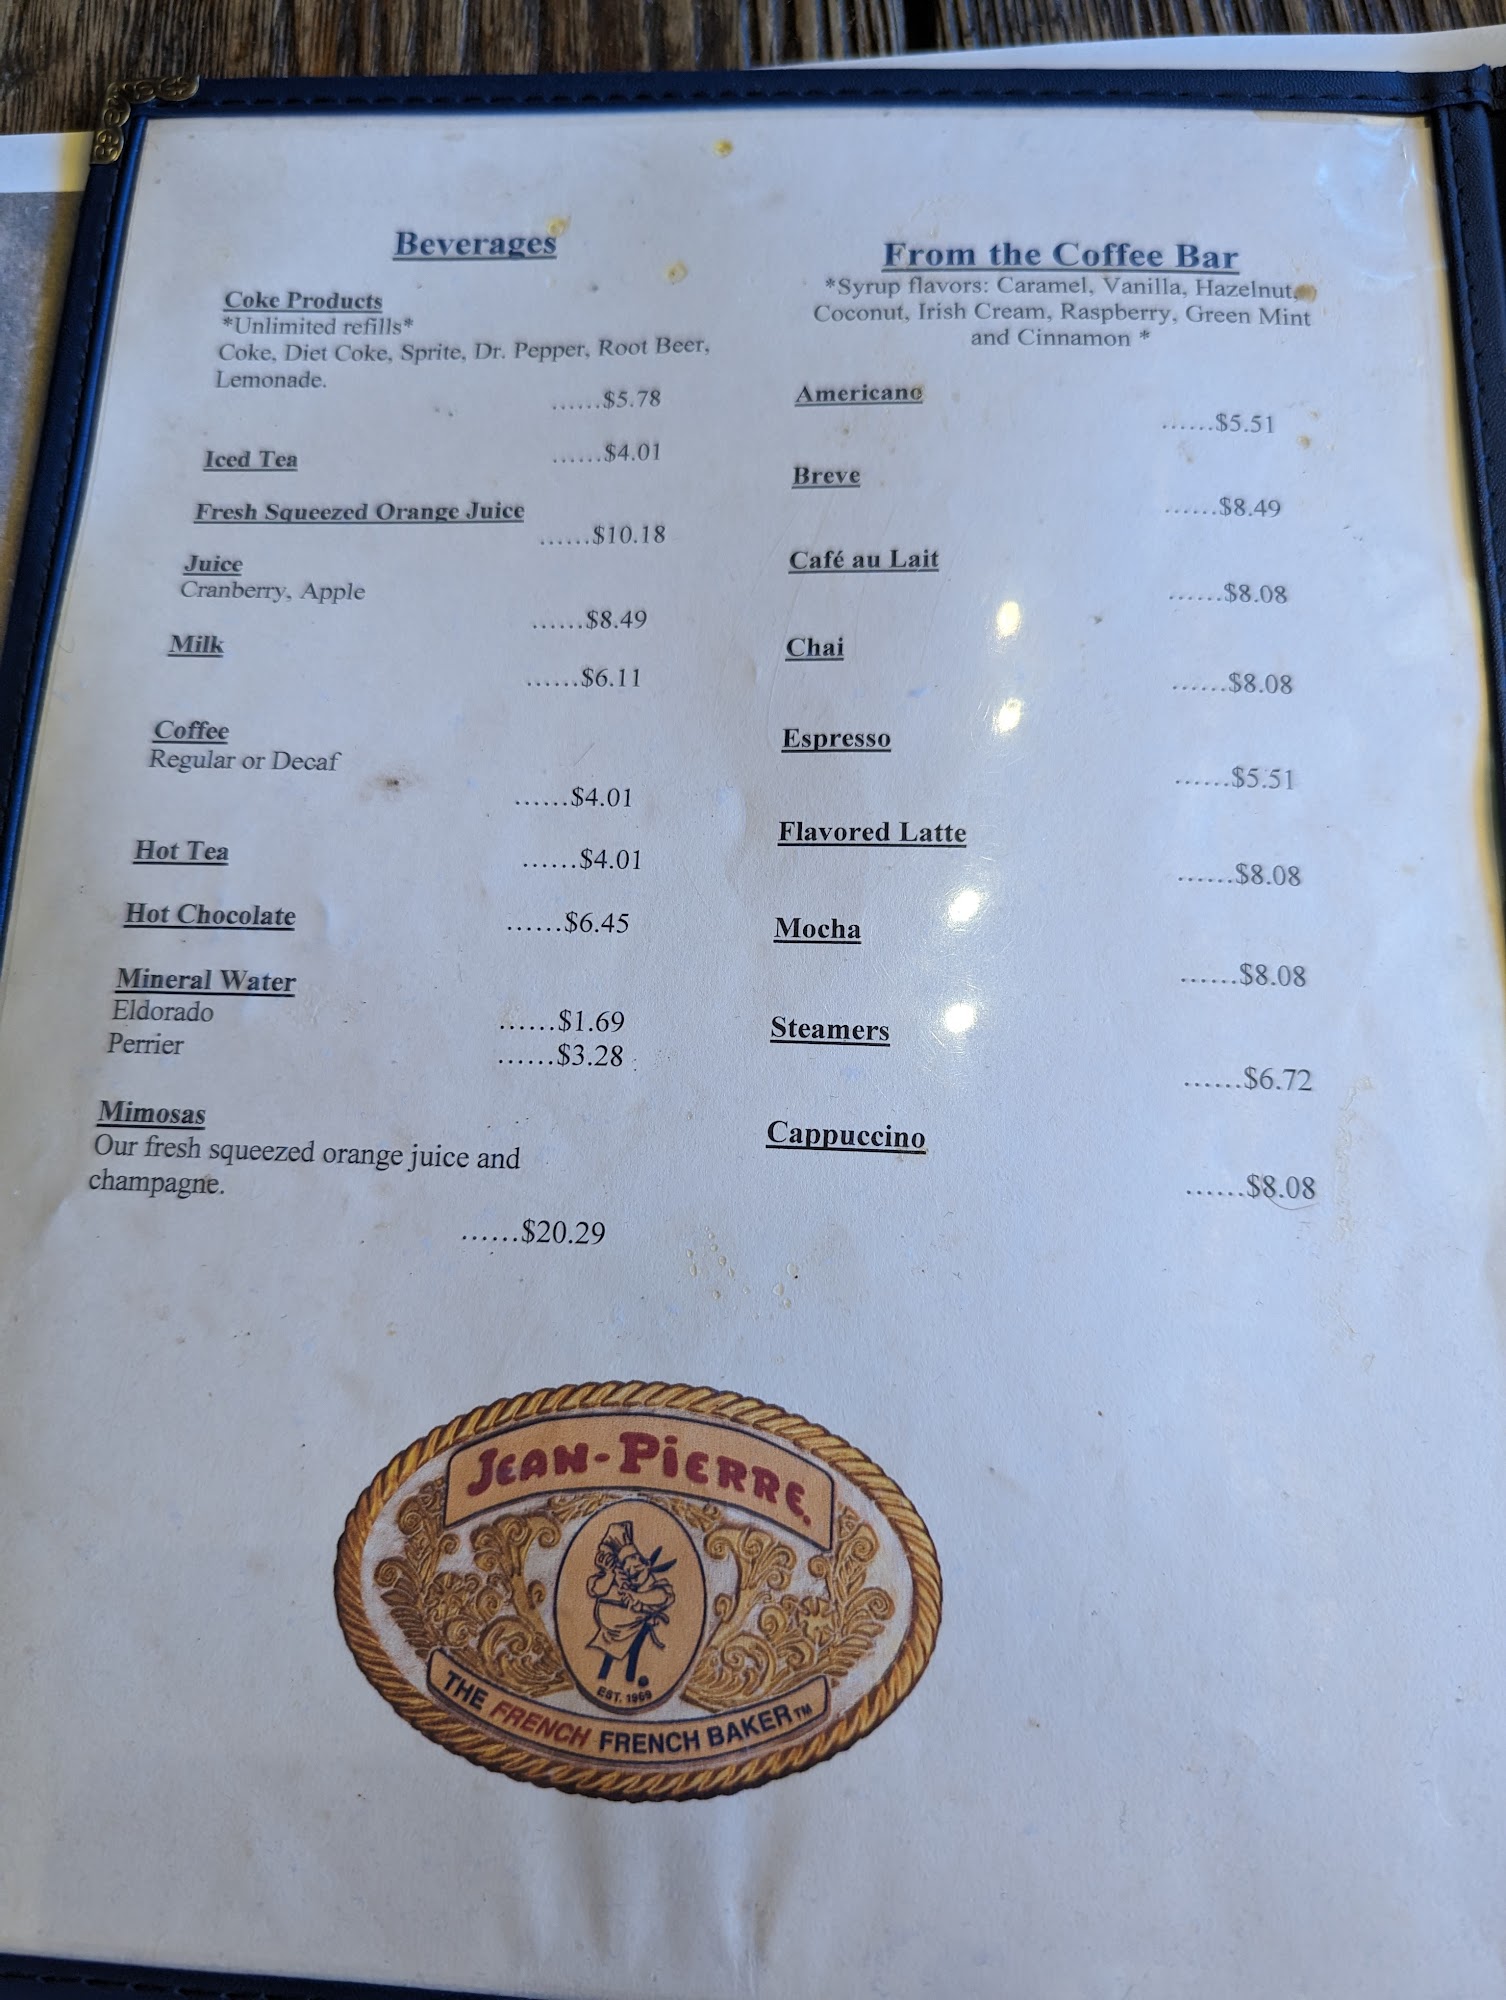 Beverages
Coke Products
*Unlimited refills*
Coke, Diet Coke, Sprite, Dr. Pepper, Root Beer,
Lemonade.
......$5.78
Iced Tea ......$4.01
Fresh Squeezed Orange Juice
......$10.18
Juice
Cranberry, Apple
......$8.49
Milk
......$6.11
Coffee
Regular or Decaf
......$4.01
Hot Tea ......$4.01
Hot Chocolate ......$6.45
Mineral Water
Eldorado ......$1.69
Perrier ......$3.28
Mimosas
Our fresh squeezed orange juice and
champagne.
......$20.29
From the Coffee Bar
*Syrup flavors: Caramel, Vanilla, Hazelnut,
Coconut, Irish Cream, Raspberry, Green Mint
and Cinnamon *
Americano
......$5.51
Breve
......$8.49
Café au Lait
......$8.08
Chai
......$8.08
Espresso
......$5.51
Flavored Latte
......$8.08
Mocha
......$8.08
Steamers
......$6.72
Cappuccino
......$8.08
JEAN-PiERRE.
EST. 1969
THE FRENCH FRENCH BAKER TM